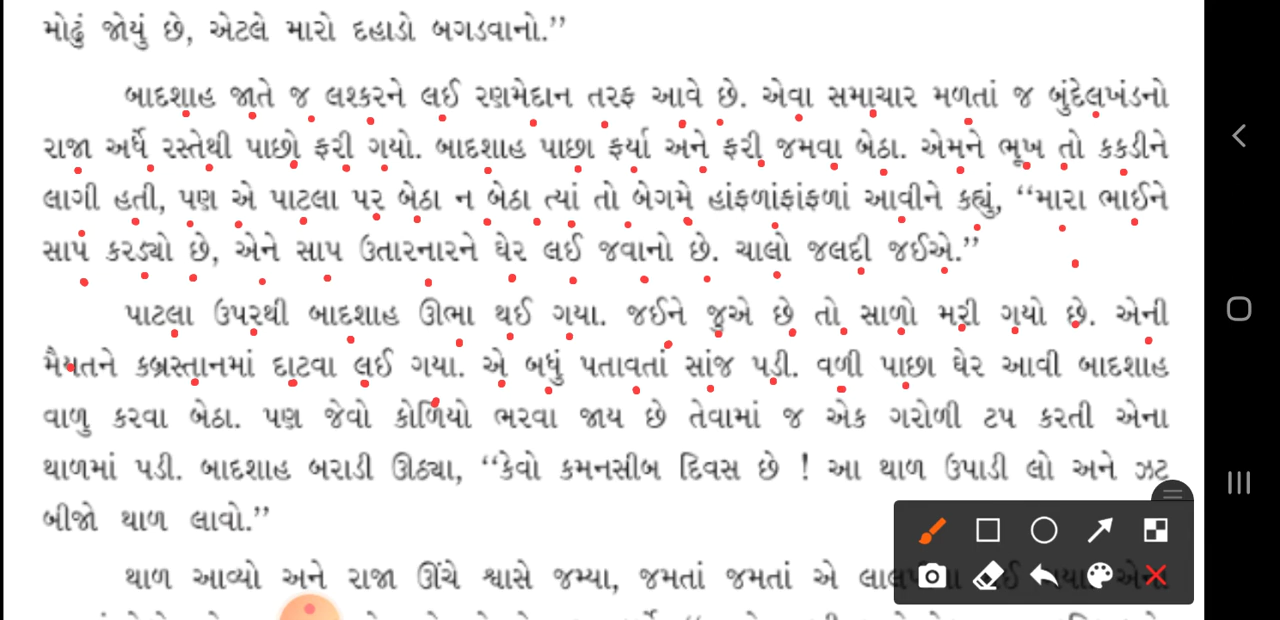 મોઢું જોયું છે, એટલે મારો દહાડો બગડવાનો.”
બાદશાહ જાતે જ લશ્કરને લઈ રણમેદાન તરફ આવે છે. એવા સમાચાર મળતાં જ બુંદેલખંડનો
રાજા અર્ધે રસ્તેથી પાછો ફરી ગયો. બાદશાહ પાછા ફર્યા અને ફરી જમવા બેઠા. એમને ભૂખ તો કકડીને
લાગી હતી, પણ એ પાટલા પર બેઠા ન બેઠા ત્યાં તો બેગમે હાંફળાંફાંફળાં આવીને કહ્યું, “મારા ભાઈને
સાપ કરડ્યો છે, એને સાપ ઉતારનારને ઘેર લઈ જવાનો છે. ચાલો જલદી જઈએ.”
પાટલા ઉપરથી બાદશાહ ઊભા થઈ ગયા. જઈને જુએ છે તો સાળો મરી ગયો છે. એની
મૈયતને કબ્રસ્તાનમાં દાટવા લઈ ગયા. એ બધું પતાવતાં સાંજ પડી. વળી પાછા ઘેર આવી બાદશાહ
વાળુ કરવા બેઠા. પણ જેવો કોળિયો ભરવા જાય છે તેવામાં જ એક ગરોળી ટપ કરતી એના
થાળમાં પડી. બાદશાહ બરાડી ઊઠ્યા, “કેવો કમનસીબ દિવસ છે ! આ થાળ ઉપાડી લો અને ઝટ
બીજો થાળ લાવો.”
થાળ આવ્યો અને રાજા ઊંચે શ્વાસે જમ્યા, જમતાં જમતાં એ